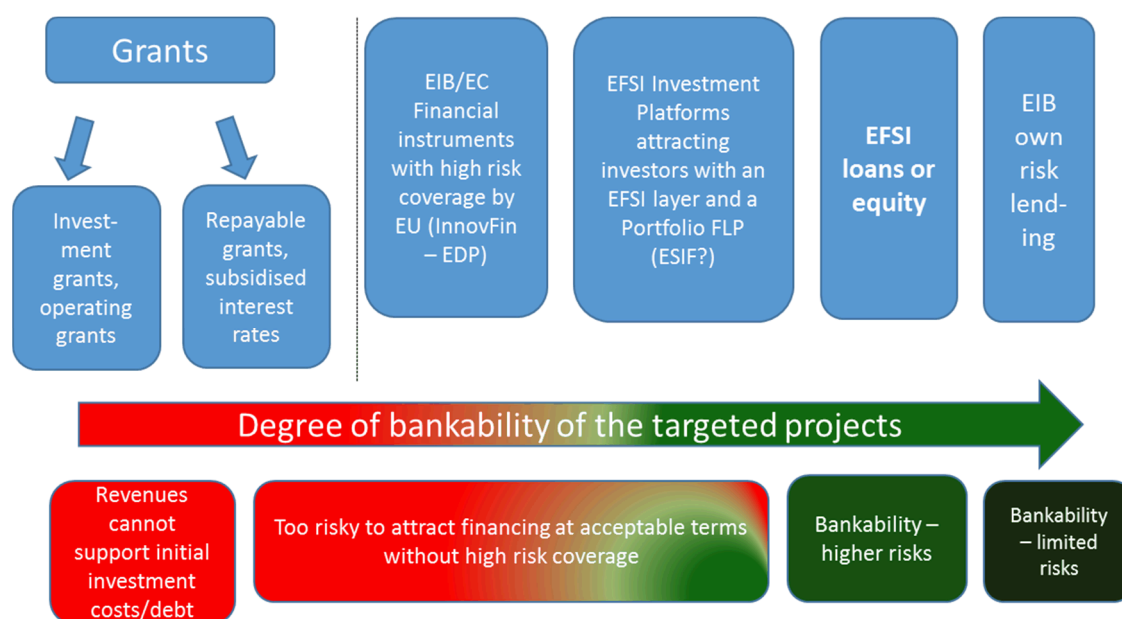 Grants
Invest-
ment
grants,
operating
grants
Repayable
grants,
subsidised
interest
rates
EIB/EC
Financial
instruments
with high risk
coverage by
EU (InnovFin
– EDP)
EFSI Investment
Platforms
attracting
investors with an
EFSI layer and a
Portfolio FLP
(ESIF?)
EFSI
loans or
equity
EIB
own
risk
lend-
ing
Degree of bankability of the targeted projects
Revenues
cannot
support initial
investment
costs/debt
Too risky to attract financing at acceptable terms
without high risk coverage
Bankability –
higher risks
Bankability
– limited
risks